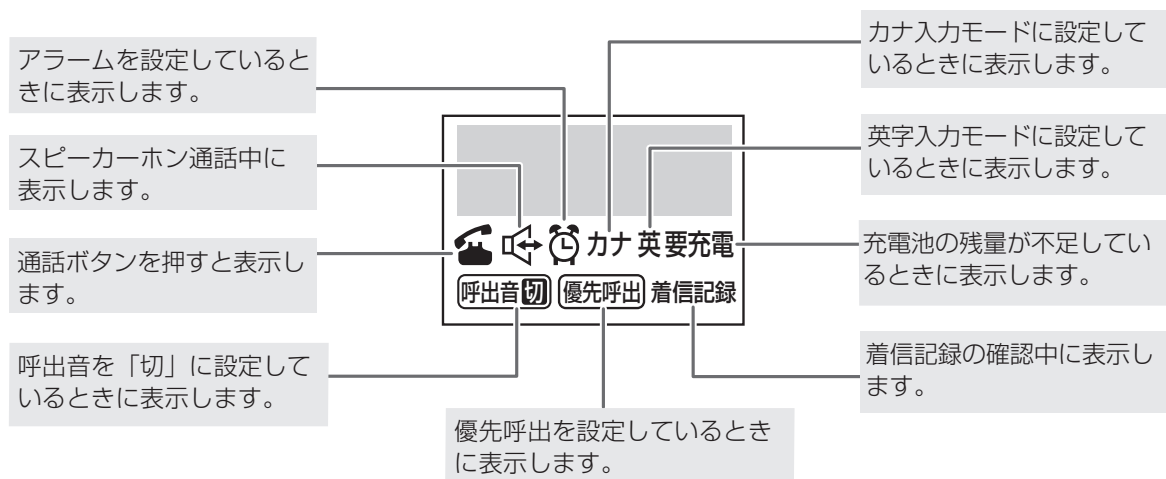 アラームを設定していると
きに表示します。
スピーカーホン通話中に
表示します。
通話ボタンを押すと表示し
ます。
呼出音を「切」に設定して
いるときに表示します。
カナ 英 要充電
呼出音切 優先呼出 着信記録
優先呼出を設定しているとき
に表示します。
カナ入力モードに設定して
いるときに表示します。
英字入力モードに設定して
いるときに表示します。
充電池の残量が不足してい
るときに表示します。
着信記録の確認中に表示し
ます。